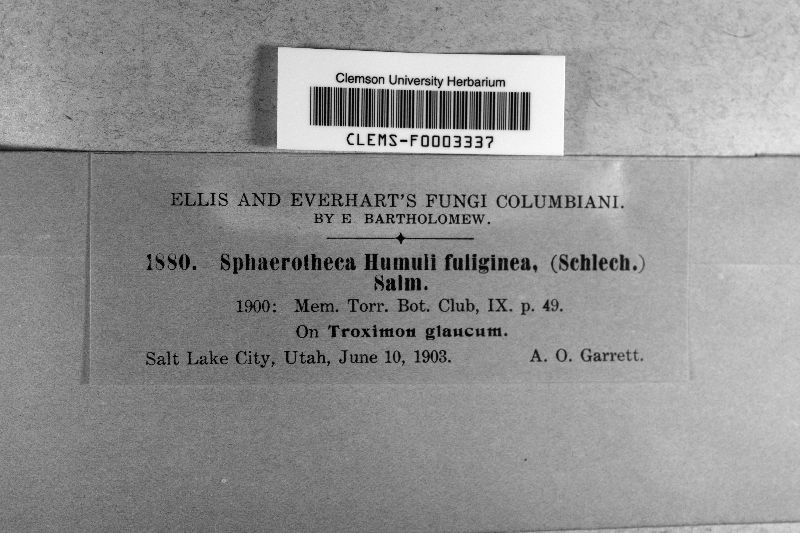 Clemson University Herbarium
CLEMS-F0003337
ELLIS AND EVERHART'S FUNGI COLUMBIANI.
BY E BARTHOLOMEW.
1880. Sphaerotheca Humuli fuliginea, (Schlech.)
Salm.
1900: Mem. Torr. Bot. Club, IX. p. 49.
On Troximon glaucum.
Salt Lake City, Utah, June 10, 1903. A. O. Garrett.